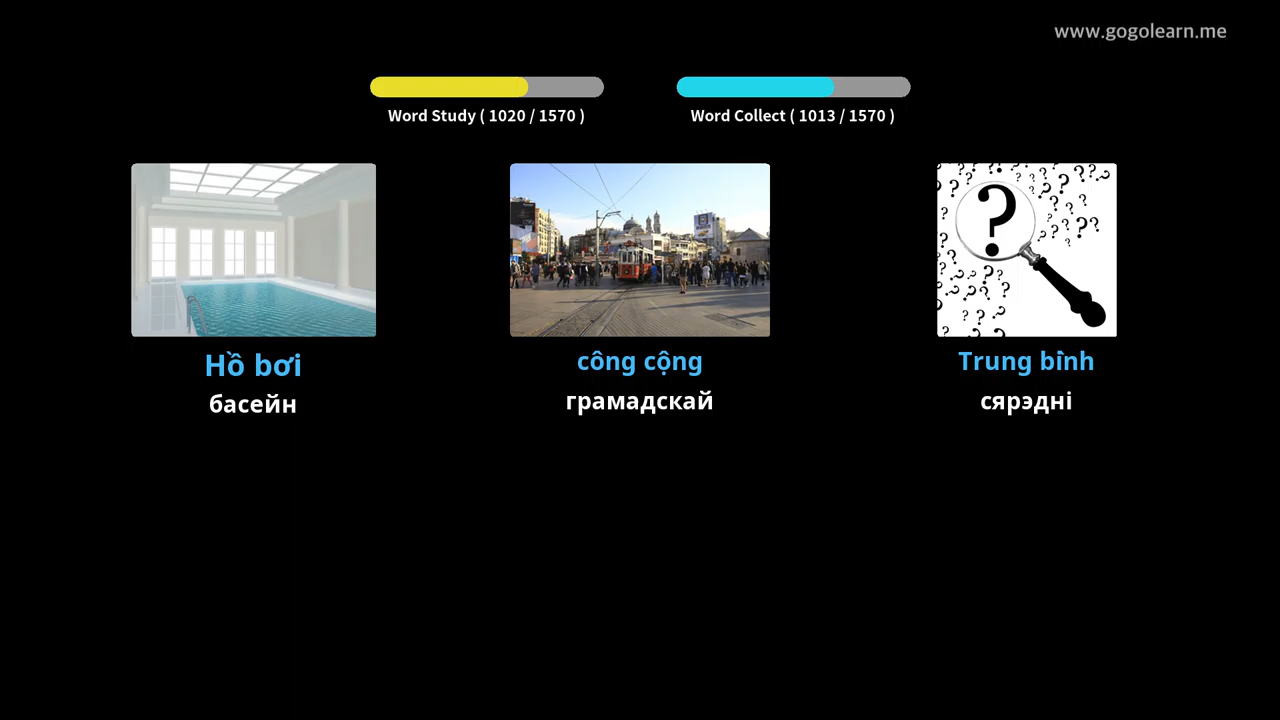 www.gogolearn.me
Word Study ( 1020 / 1570 )
Word Collect ( 1013 / 1570 )
Hồ bơi
công cộng
Trung bình
басейн
грамадскай
сярэдні